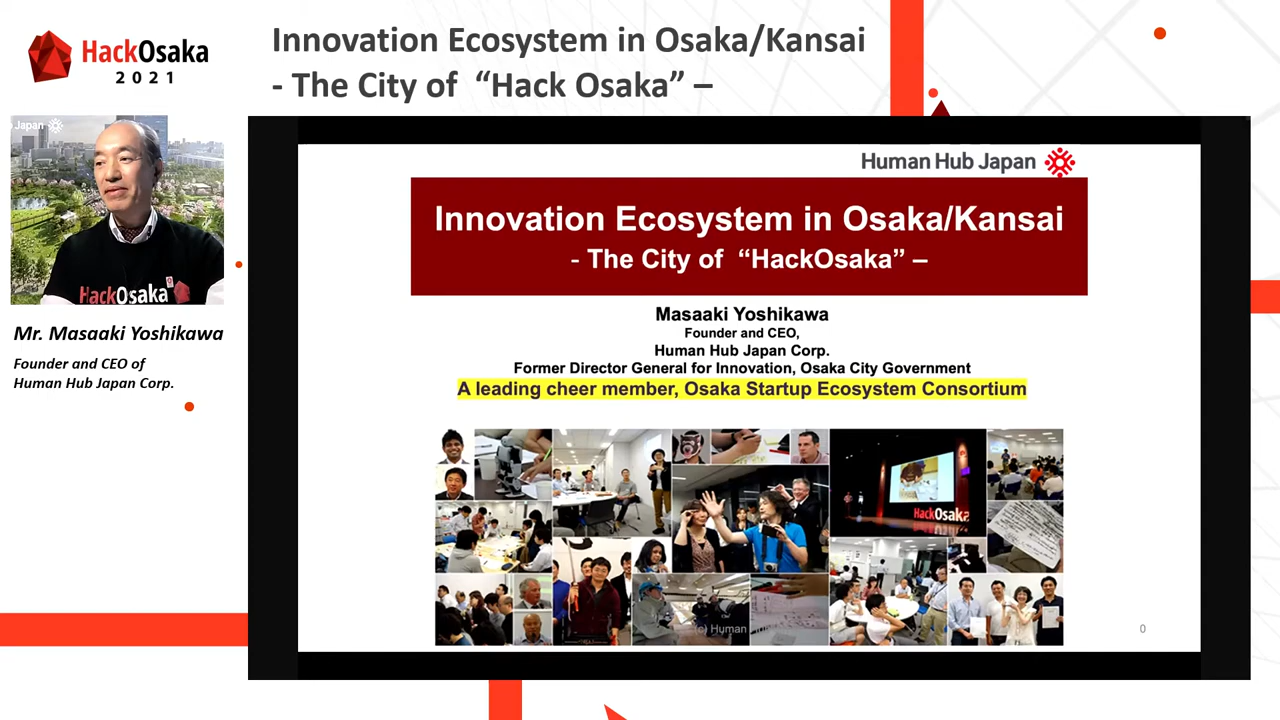 HackOsaka
2021
Innovation Ecosystem in Osaka/Kansai
- The City of “Hack Osaka” –
Japan
HackOsaka
Mr. Masaaki Yoshikawa
Founder and CEO of
Human Hub Japan Corp.
Human Hub Japan
Innovation Ecosystem in Osaka/Kansai
- The City of “HackOsaka” –
Masaaki Yoshikawa
Founder and CEO,
Human Hub Japan Corp.
Former Director General for Innovation, Osaka City Government
A leading cheer member, Osaka Startup Ecosystem Consortium
HackOsaka
(c) Human
0